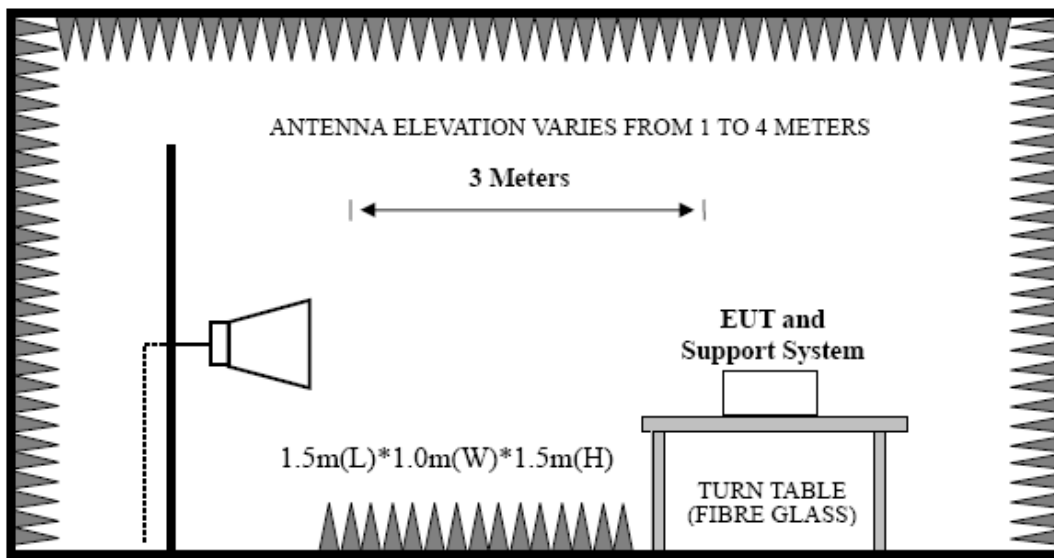 ANTENNA ELEVATION VARIES FROM 1 TO 4 METERS
3 Meters
EUT and
Support System
1.5m(L)*1.0m(W)*1.5m(H)
TURN TABLE
(FIBRE GLASS)